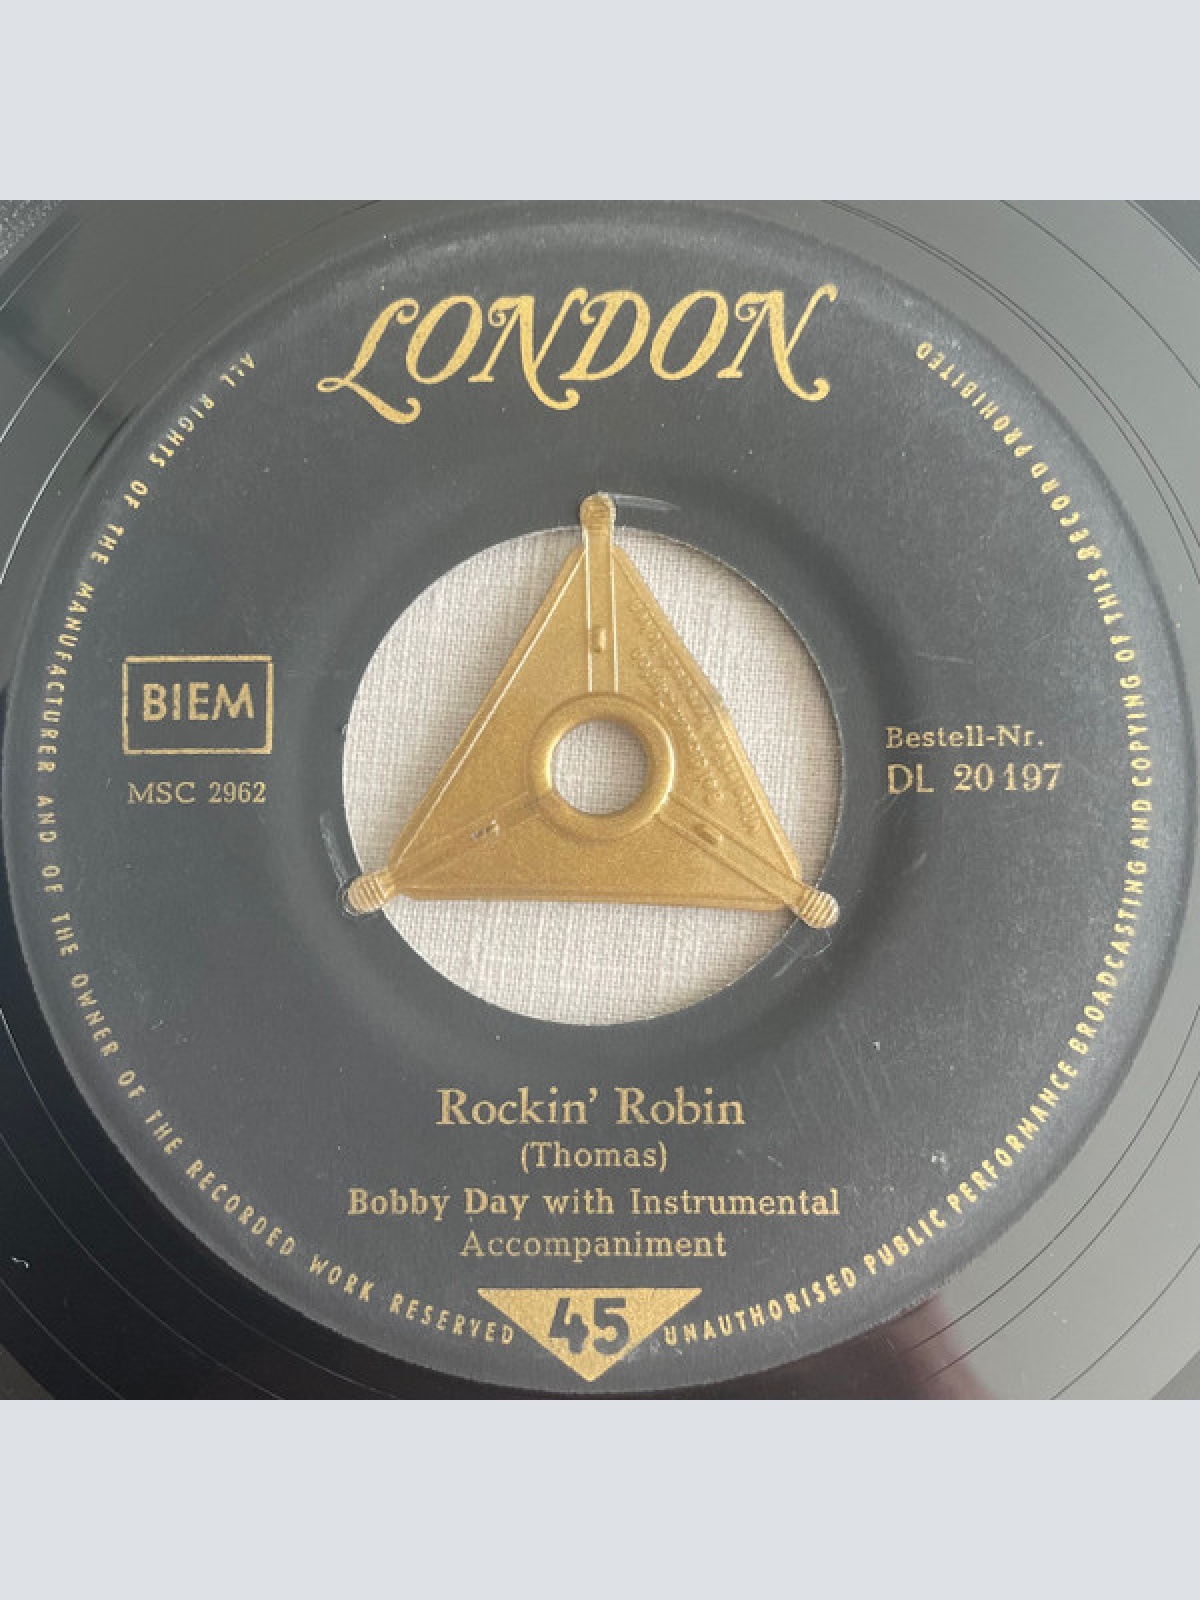 LONDON
ALL RIGHTS OF THE MANUFACTURER AND OF THE OWNER OF THE RECORDED WORK RESERVED
UNAUTHORISED PUBLIC PERFORMANCE BROADCASTING AND COPYING OF THIS RECORD PROHIBITED
BIEM
MSC 2962
Bestell-Nr.
DL 20 197
Rockin' Robin
(Thomas)
Bobby Day with Instrumental
Accompaniment
45